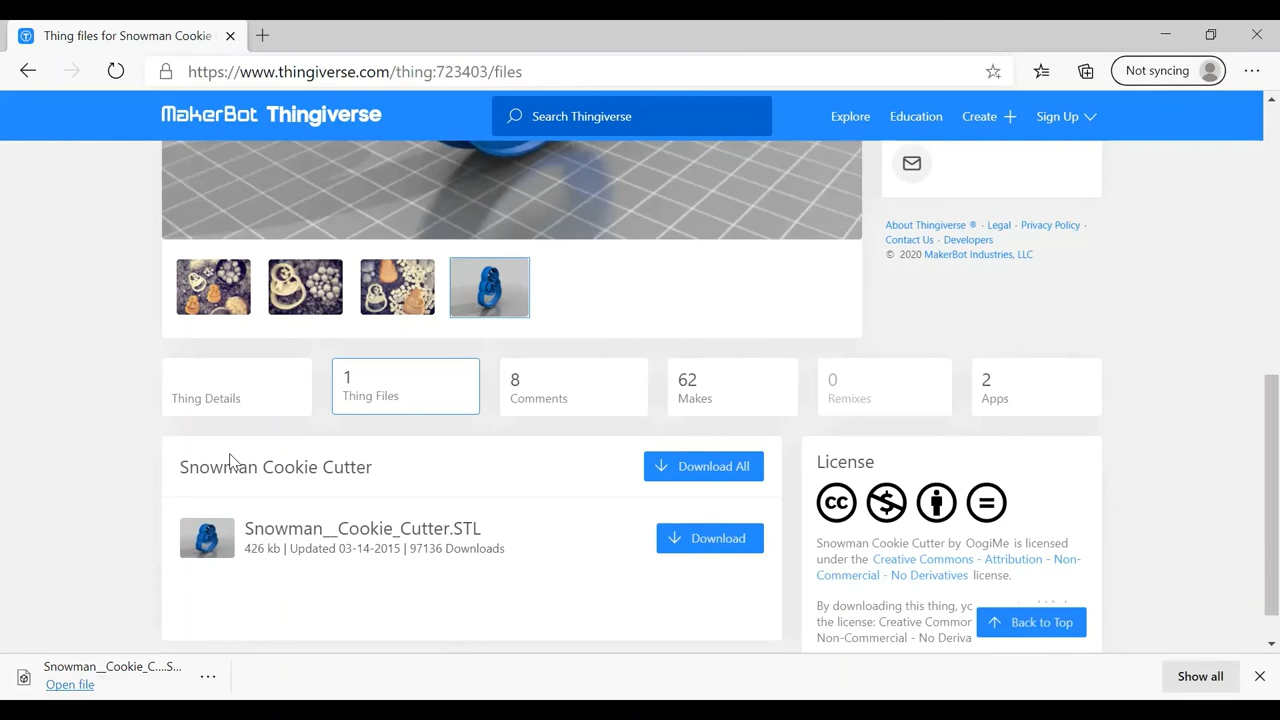 Thing files for Snowman Cookie
https://www.thingiverse.com/thing:723403/files
Not syncing
MakerBot Thingiverse
Search Thingiverse
Explore
Education
Create
Sign Up
About Thingiverse ® · Legal · Privacy Policy ·
Contact Us · Developers
© 2020 MakerBot Industries, LLC
Thing Details
1
Thing Files
8
Comments
62
Makes
0
Remixes
2
Apps
Snowman Cookie Cutter
Download All
Snowman__Cookie_Cutter.STL
426 kb | Updated 03-14-2015 | 97136 Downloads
Download
License
cc
$
=
Snowman Cookie Cutter by OogiMe is licensed
under the Creative Commons - Attribution - Non-
Commercial - No Derivatives license.
By downloading this thing,
the license: Creative Commor
Non-Commercial - No Deriva
Back to Top
Snowman__Cookie_C....S...
Open file
Show all